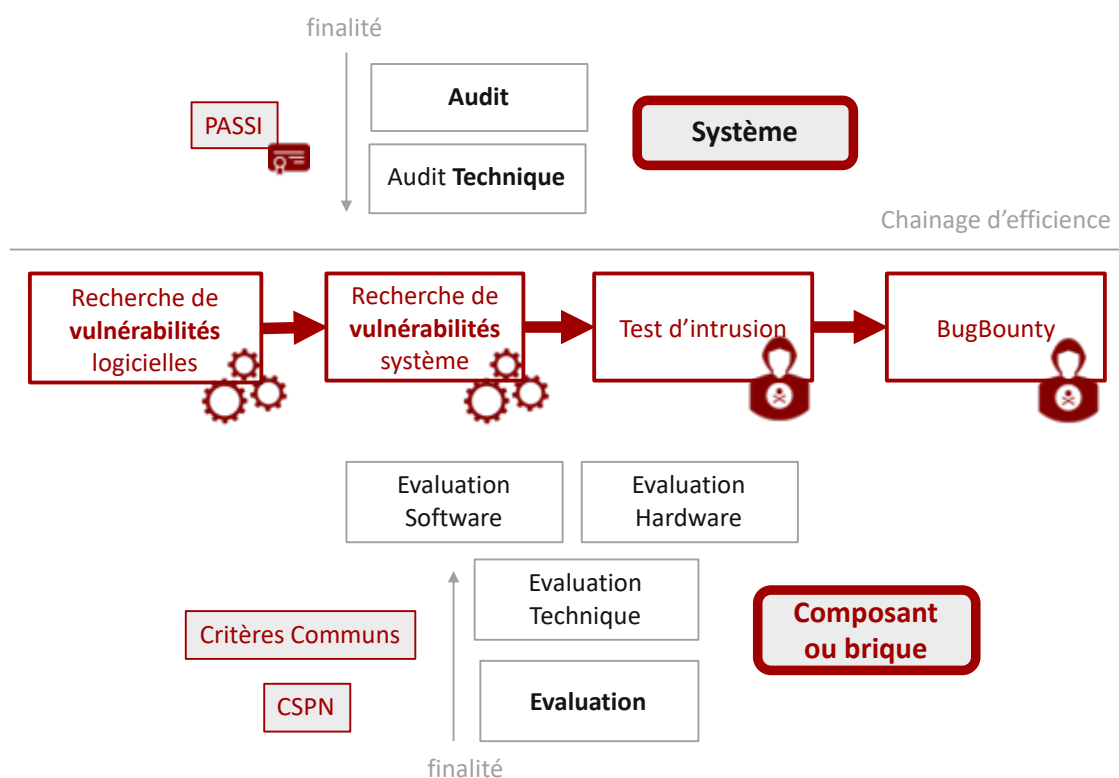 finalité
Audit
PASSI
Système
Audit Technique
Chainage d’efficience
Recherche de
vulnérabilités
logicielles
Recherche de
vulnérabilités
système
Test d’intrusion
BugBounty
Evaluation
Software
Evaluation
Hardware
Evaluation
Technique
Critères Communs
Composant
ou brique
CSPN
Evaluation
finalité